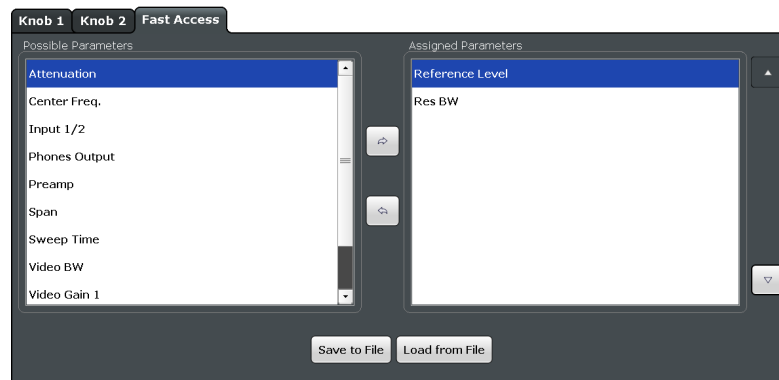 Knob 1 Knob 2 Fast Access
Possible Parameters
Attenuation
Center Freq.
Input 1/2
Phones Output
Preamp
Span
Sweep Time
Video BW
Video Gain 1
Assigned Parameters
Reference Level
Res BW
Save to File Load from File